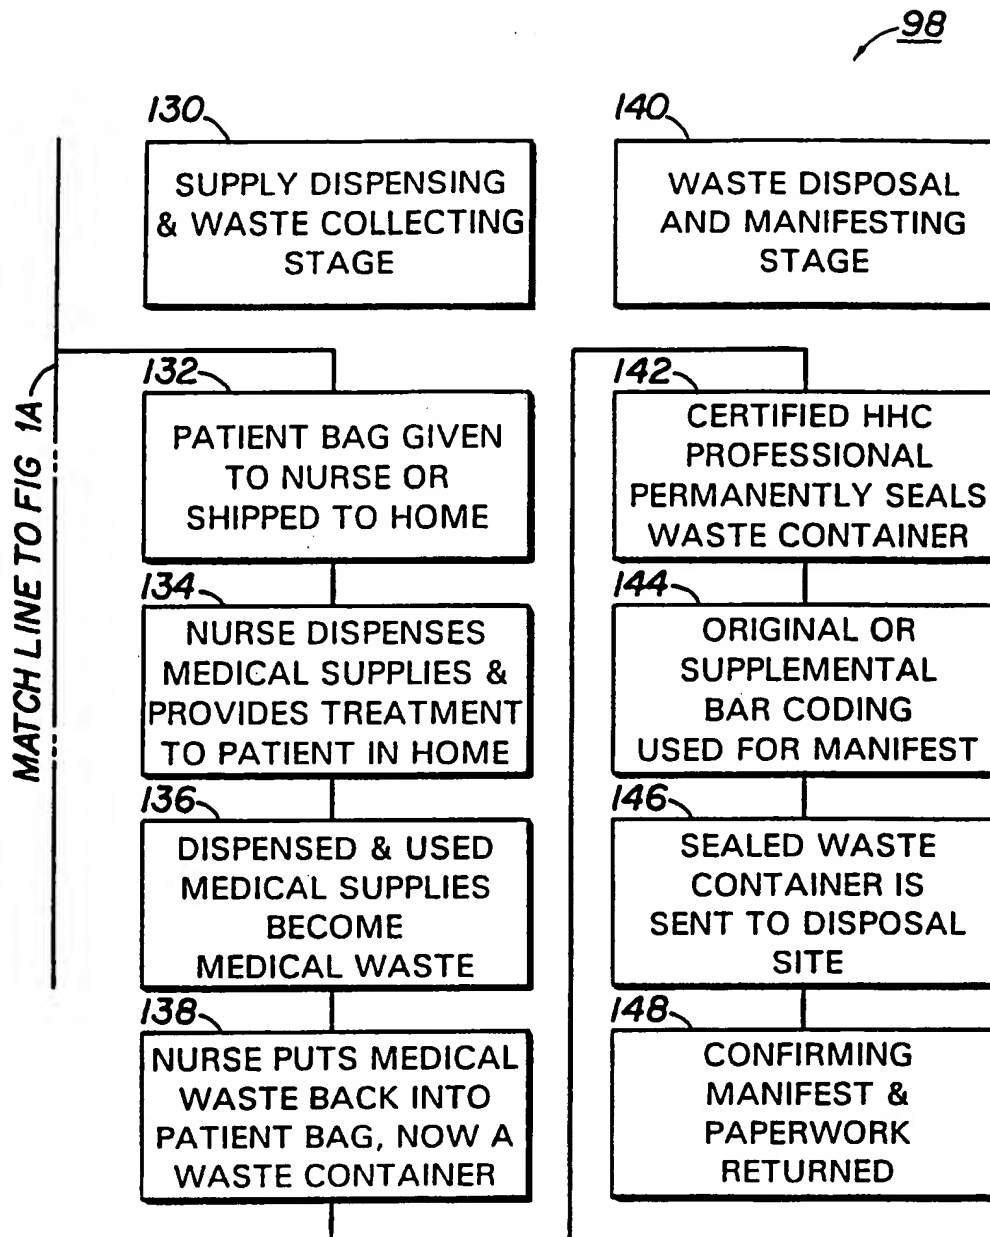 98
130
SUPPLY DISPENSING
& WASTE COLLECTING
STAGE
140
WASTE DISPOSAL
AND MANIFESTING
STAGE
MATCH LINE TO FIG 1A
132
PATIENT BAG GIVEN
TO NURSE OR
SHIPPED TO HOME
134
NURSE DISPENSES
MEDICAL SUPPLIES &
PROVIDES TREATMENT
TO PATIENT IN HOME
136
DISPENSED & USED
MEDICAL SUPPLIES
BECOME
MEDICAL WASTE
138
NURSE PUTS MEDICAL
WASTE BACK INTO
PATIENT BAG, NOW A
WASTE CONTAINER
142
CERTIFIED HHC
PROFESSIONAL
PERMANENTLY SEALS
WASTE CONTAINER
144
ORIGINAL OR
SUPPLEMENTAL
BAR CODING
USED FOR MANIFEST
146
SEALED WASTE
CONTAINER IS
SENT TO DISPOSAL
SITE
148
CONFIRMING
MANIFEST &
PAPERWORK
RETURNED